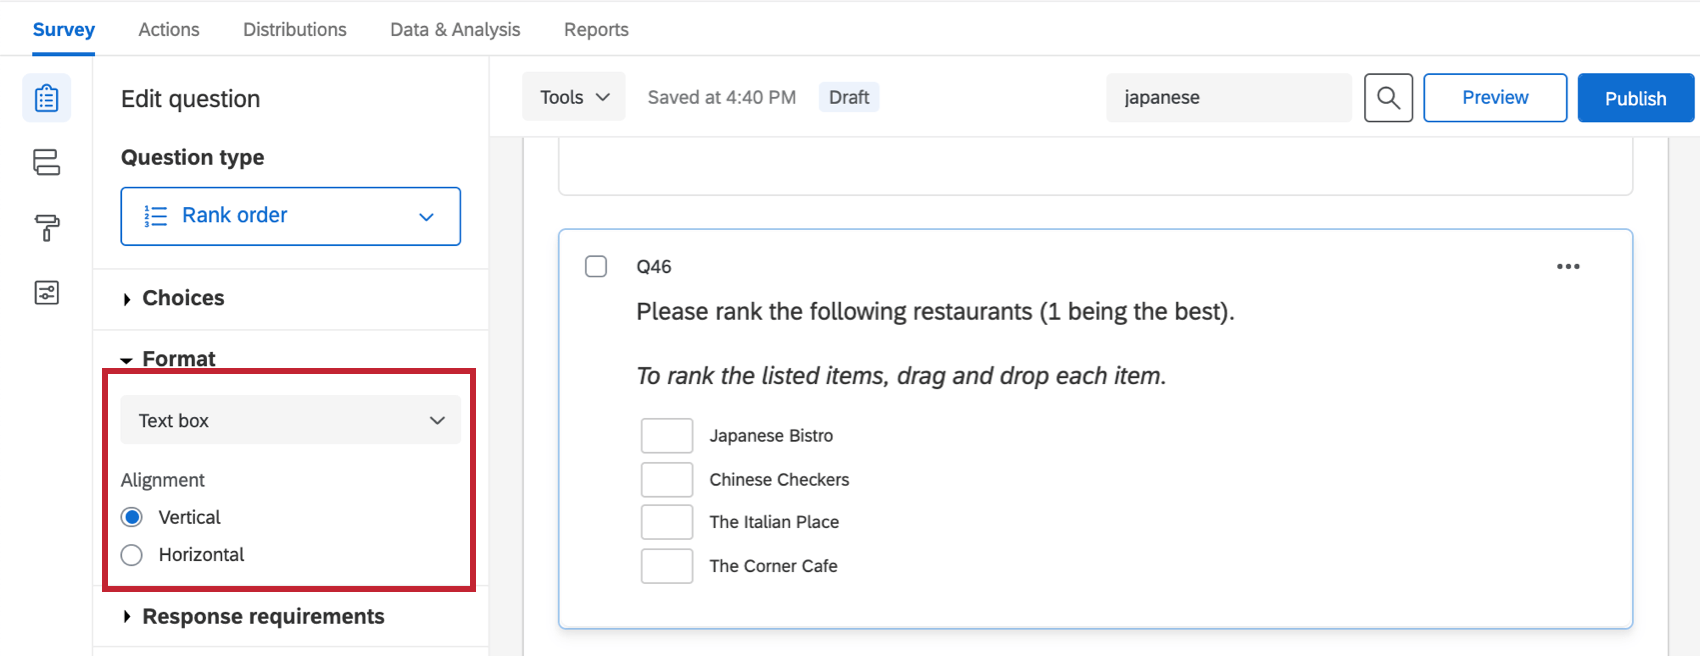 Survey Actions Distributions Data & Analysis Reports
Edit question
Question type
Rank order
Choices
Format
Text box
Alignment
Vertical
Horizontal
Response requirements
Tools Saved at 4:40 PM Draft japanese Preview Publish
Q46
Please rank the following restaurants (1 being the best).
To rank the listed items, drag and drop each item.
Japanese Bistro
Chinese Checkers
The Italian Place
The Corner Cafe